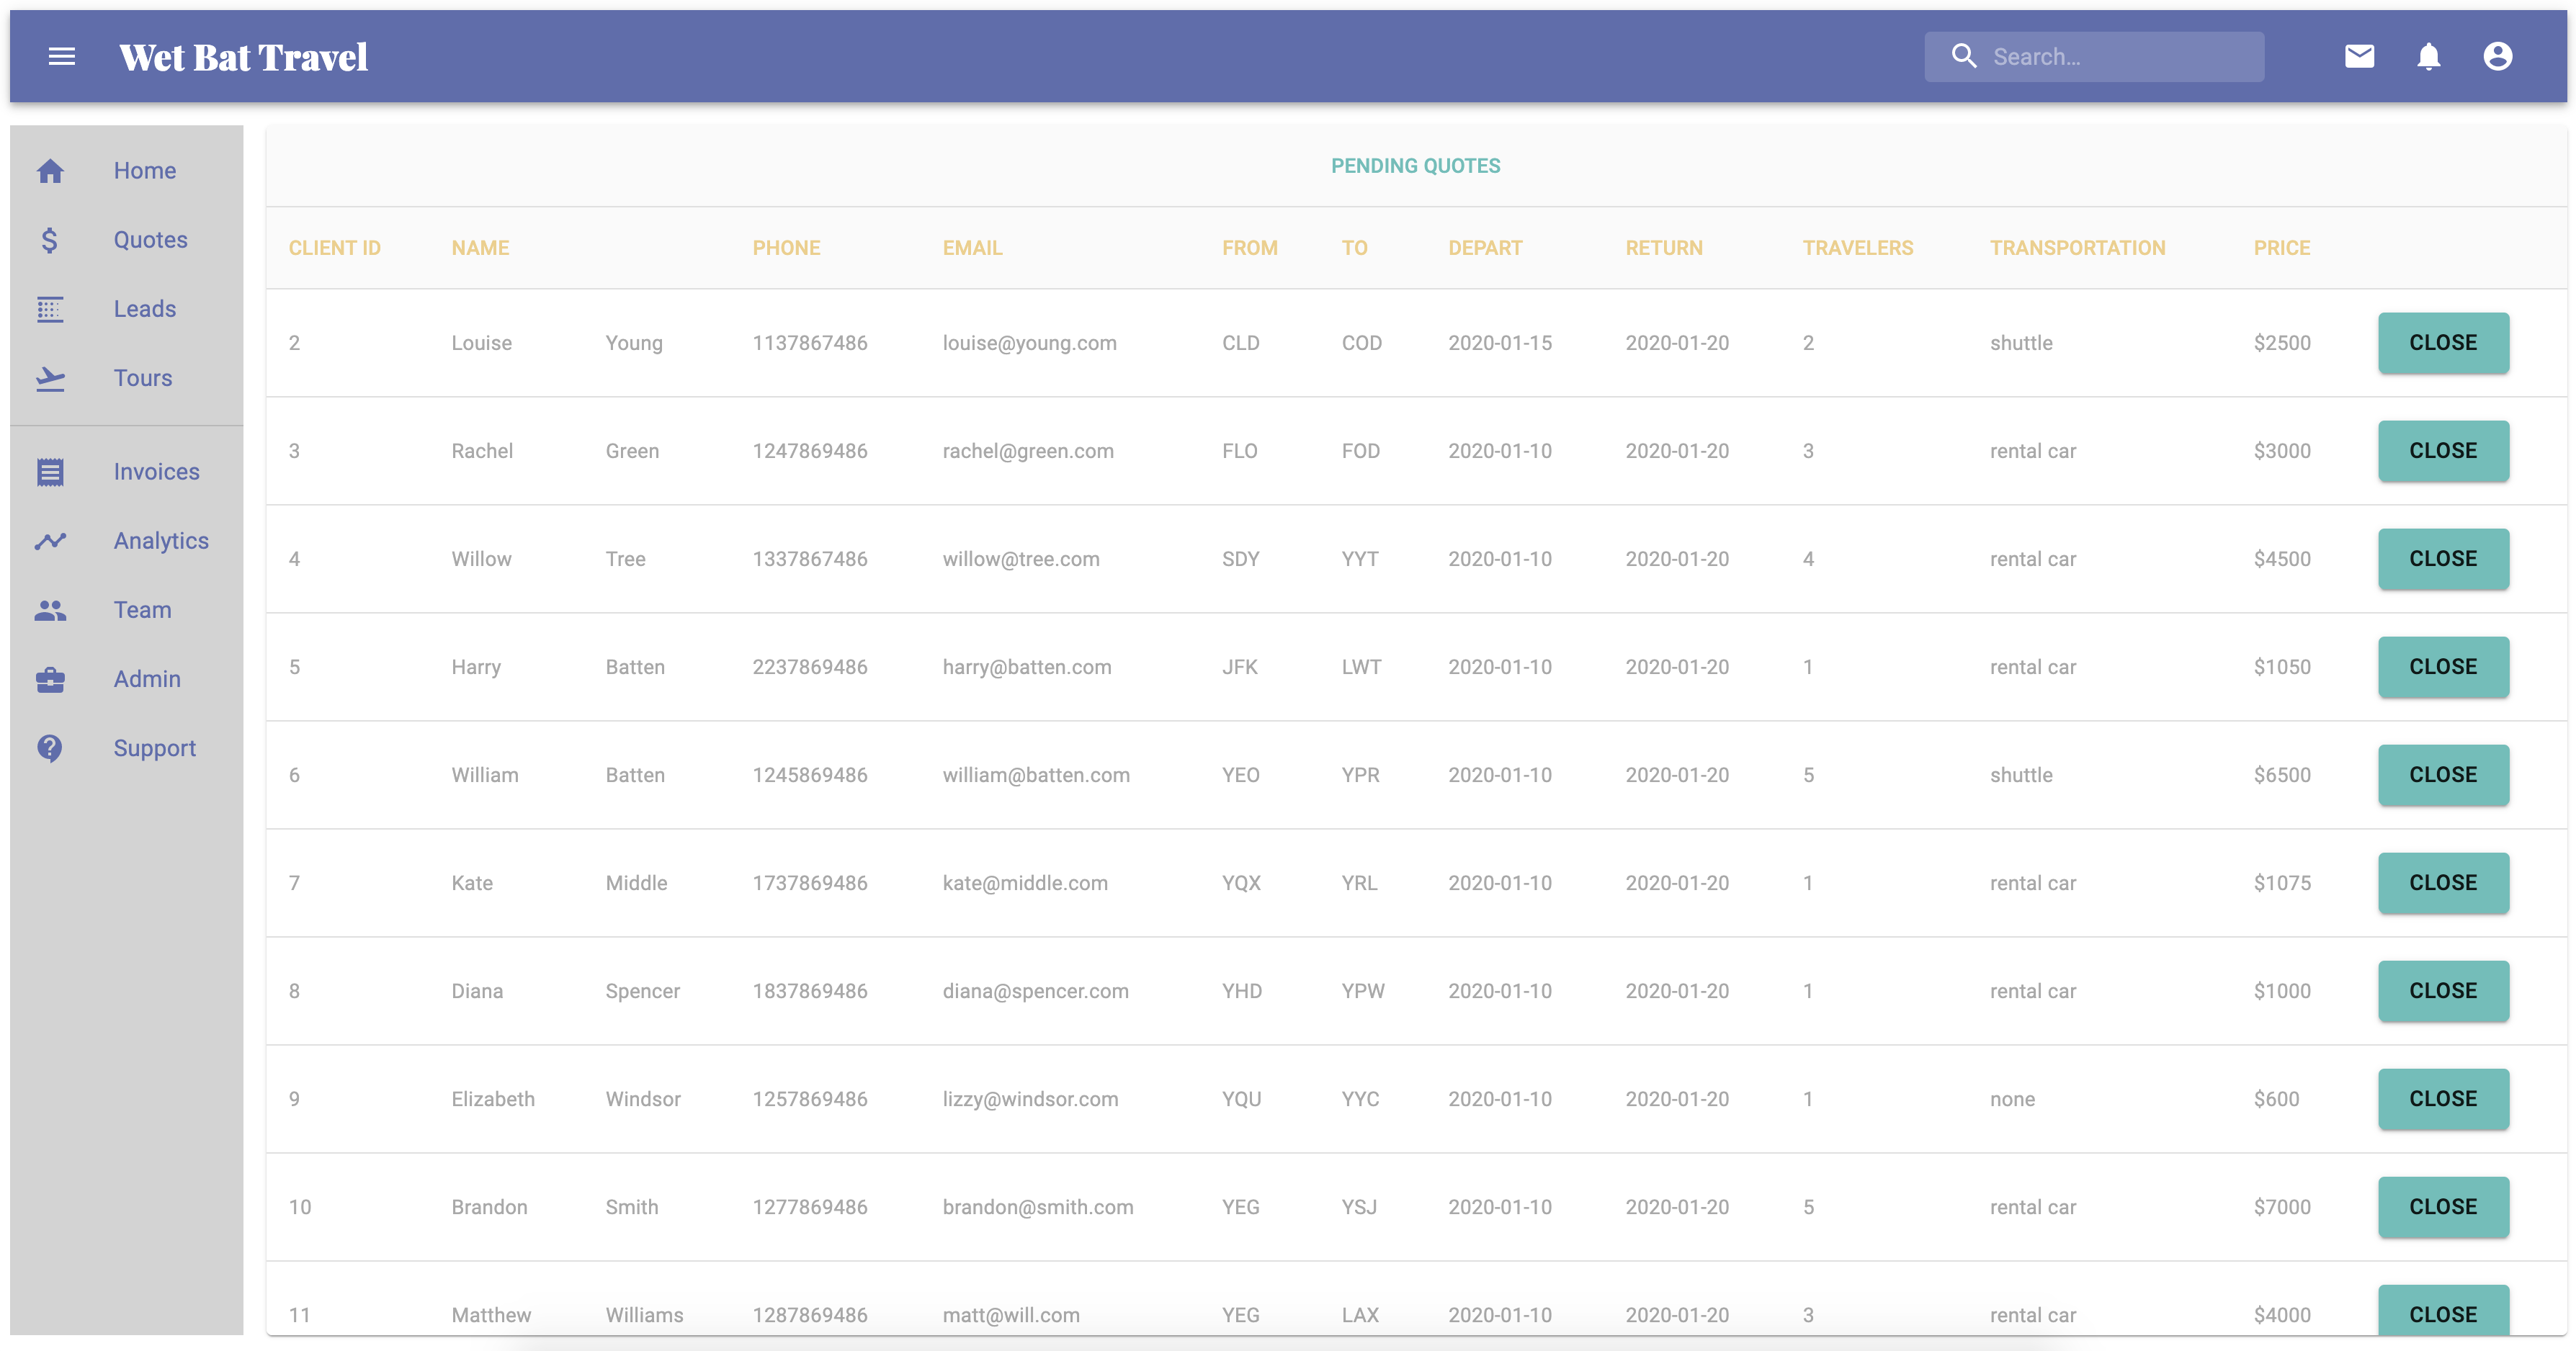 Wet Bat Travel Search...
Home
Quotes
Leads
Tours
Invoices
Analytics
Team
Admin
Support
PENDING QUOTES
CLIENT ID NAME PHONE EMAIL FROM TO DEPART RETURN TRAVELERS TRANSPORTATION PRICE
2 Louise Young 1137867486 louise@young.com CLD COD 2020-01-15 2020-01-20 2 shuttle $2500 CLOSE
3 Rachel Green 1247869486 rachel@green.com FLO FOD 2020-01-10 2020-01-20 3 rental car $3000 CLOSE
4 Willow Tree 1337867486 willow@tree.com SDY YYT 2020-01-10 2020-01-20 4 rental car $4500 CLOSE
5 Harry Batten 2237869486 harry@batten.com JFK LWT 2020-01-10 2020-01-20 1 rental car $1050 CLOSE
6 William Batten 1245869486 william@batten.com YEO YPR 2020-01-10 2020-01-20 5 shuttle $6500 CLOSE
7 Kate Middle 1737869486 kate@middle.com YQX YRL 2020-01-10 2020-01-20 1 rental car $1075 CLOSE
8 Diana Spencer 1837869486 diana@spencer.com YHD YPW 2020-01-10 2020-01-20 1 rental car $1000 CLOSE
9 Elizabeth Windsor 1257869486 lizzy@windsor.com YQU YYC 2020-01-10 2020-01-20 1 none $600 CLOSE
10 Brandon Smith 1277869486 brandon@smith.com YEG YSJ 2020-01-10 2020-01-20 5 rental car $7000 CLOSE
11 Matthew Williams 1287869486 matt@will.com YEG LAX 2020-01-10 2020-01-20 3 rental car $4000 CLOSE